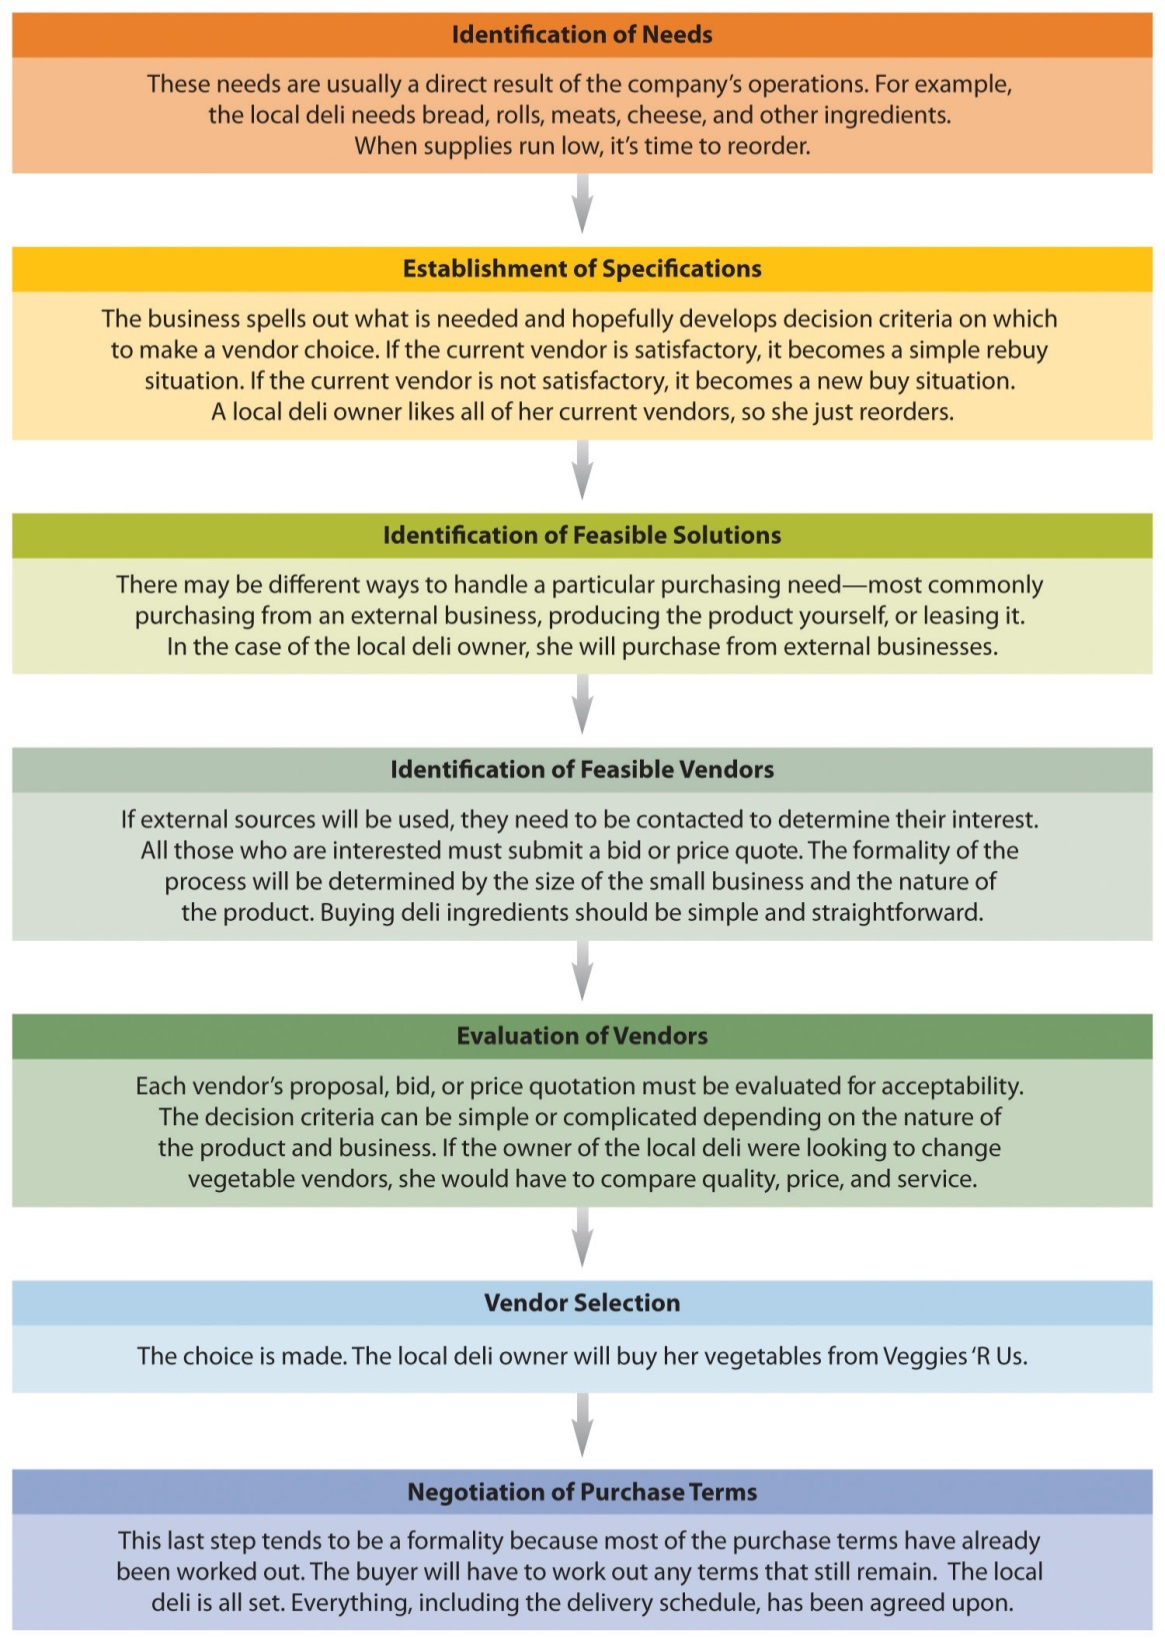 Identification of Needs
These needs are usually a direct result of the company’s operations. For example,
the local deli needs bread, rolls, meats, cheese, and other ingredients.
When supplies run low, it’s time to reorder.
Establishment of Specifications
The business spells out what is needed and hopefully develops decision criteria on which
to make a vendor choice. If the current vendor is satisfactory, it becomes a simple rebuy
situation. If the current vendor is not satisfactory, it becomes a new buy situation.
A local deli owner likes all of her current vendors, so she just reorders.
Identification of Feasible Solutions
There may be different ways to handle a particular purchasing need—most commonly
purchasing from an external business, producing the product yourself, or leasing it.
In the case of the local deli owner, she will purchase from external businesses.
Identification of Feasible Vendors
If external sources will be used, they need to be contacted to determine their interest.
All those who are interested must submit a bid or price quote. The formality of the
process will be determined by the size of the small business and the nature of
the product. Buying deli ingredients should be simple and straightforward.
Evaluation of Vendors
Each vendor’s proposal, bid, or price quotation must be evaluated for acceptability.
The decision criteria can be simple or complicated depending on the nature of
the product and business. If the owner of the local deli were looking to change
vegetable vendors, she would have to compare quality, price, and service.
Vendor Selection
The choice is made. The local deli owner will buy her vegetables from Veggies ‘R Us.
Negotiation of Purchase Terms
This last step tends to be a formality because most of the purchase terms have already
been worked out. The buyer will have to work out any terms that still remain. The local
deli is all set. Everything, including the delivery schedule, has been agreed upon.